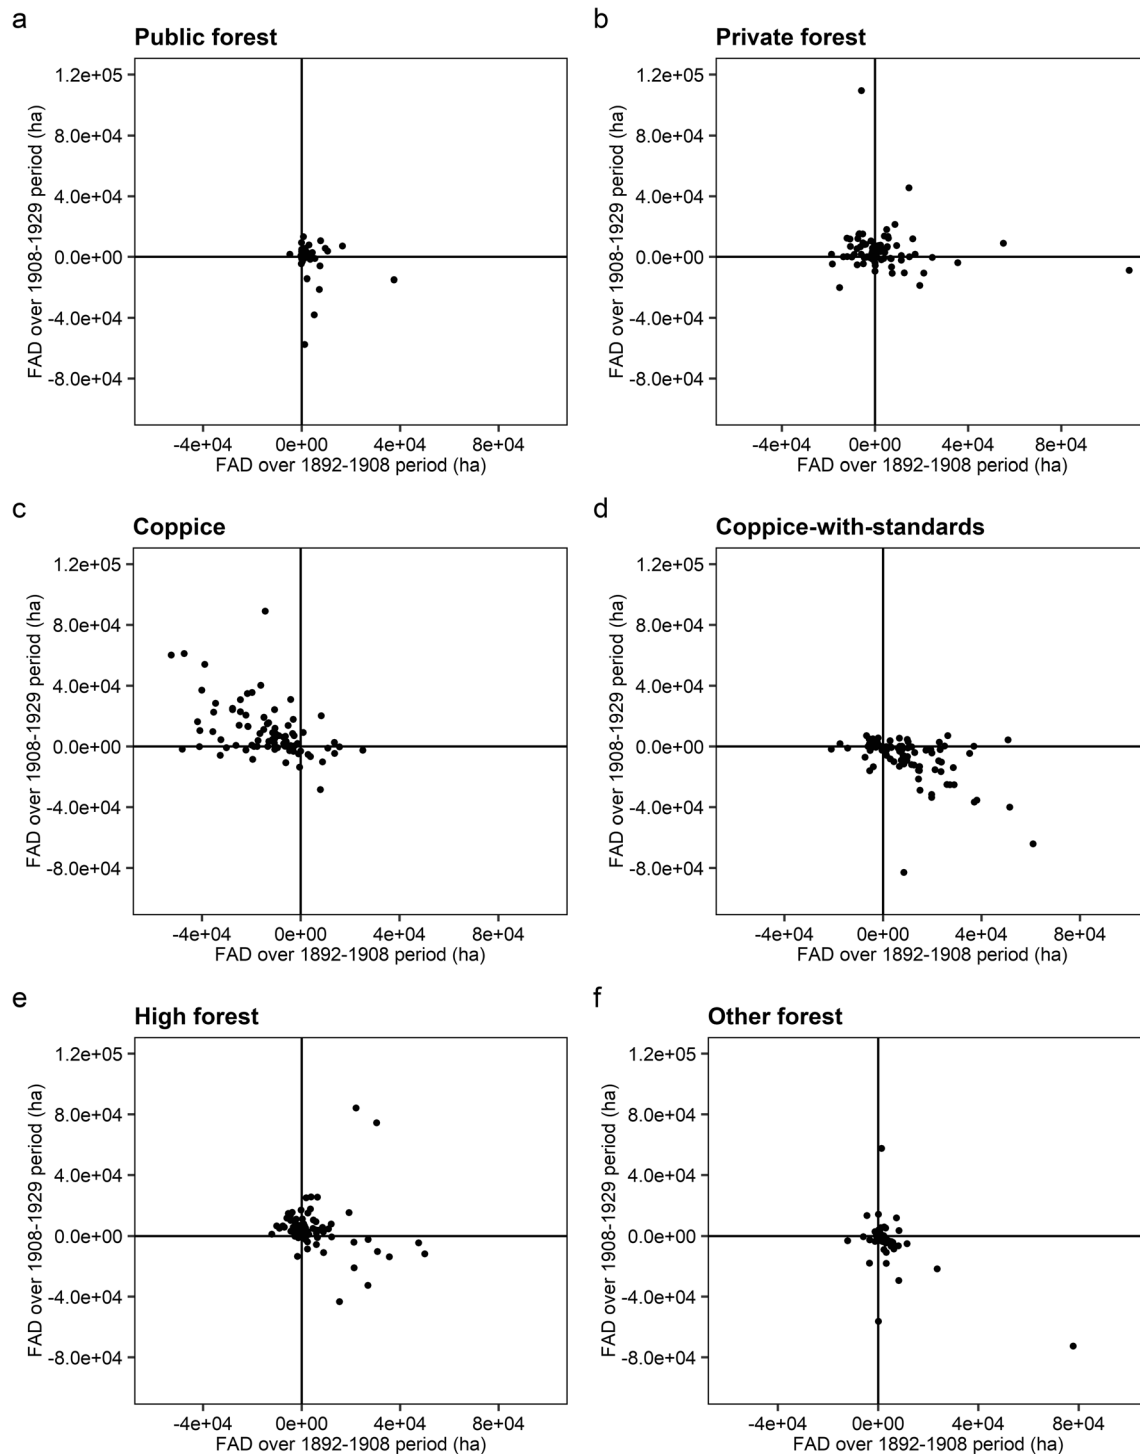 a
Public forest
FAD over 1908-1929 period (ha)
1.2e+05
8.0e+04
4.0e+04
0.0e+00
-4.0e+04
-8.0e+04
-4e+04 0e+00 4e+04 8e+04
FAD over 1892-1908 period (ha)
b
Private forest
FAD over 1908-1929 period (ha)
1.2e+05
8.0e+04
4.0e+04
0.0e+00
-4.0e+04
-8.0e+04
-4e+04 0e+00 4e+04 8e+04
FAD over 1892-1908 period (ha)
c
Coppice
FAD over 1908-1929 period (ha)
1.2e+05
8.0e+04
4.0e+04
0.0e+00
-4.0e+04
-8.0e+04
-4e+04 0e+00 4e+04 8e+04
FAD over 1892-1908 period (ha)
d
Coppice-with-standards
FAD over 1908-1929 period (ha)
1.2e+05
8.0e+04
4.0e+04
0.0e+00
-4.0e+04
-8.0e+04
-4e+04 0e+00 4e+04 8e+04
FAD over 1892-1908 period (ha)
e
High forest
FAD over 1908-1929 period (ha)
1.2e+05
8.0e+04
4.0e+04
0.0e+00
-4.0e+04
-8.0e+04
-4e+04 0e+00 4e+04 8e+04
FAD over 1892-1908 period (ha)
f
Other forest
FAD over 1908-1929 period (ha)
1.2e+05
8.0e+04
4.0e+04
0.0e+00
-4.0e+04
-8.0e+04
-4e+04 0e+00 4e+04 8e+04
FAD over 1892-1908 period (ha)